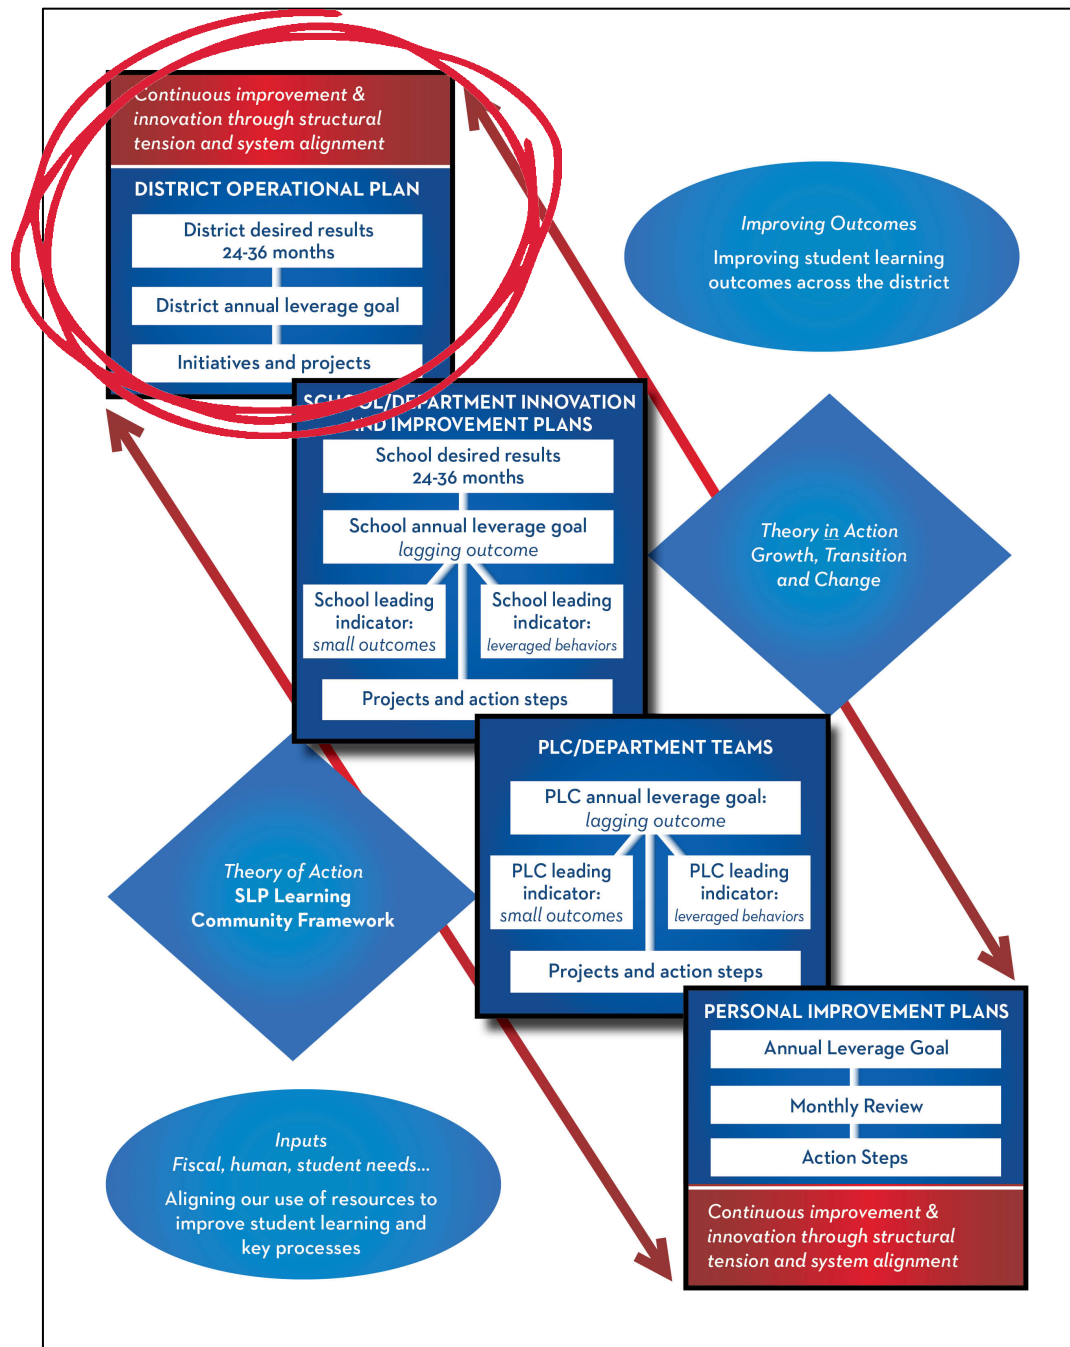 Continuous improvement &
innovation through structural
tension and system alignment
DISTRICT OPERATIONAL PLAN
District desired results
24-36 months
District annual leverage goal
Initiatives and projects
Improving Outcomes
Improving student learning
outcomes across the district
SCHOOL/DEPARTMENT INNOVATION
AND IMPROVEMENT PLANS
School desired results
24-36 months
School annual leverage goal
lagging outcome
School leading
indicator:
small outcomes
School leading
indicator:
leveraged behaviors
Projects and action steps
Theory in Action
Growth, Transition
and Change
PLC/DEPARTMENT TEAMS
PLC annual leverage goal:
lagging outcome
PLC leading
indicator:
small outcomes
PLC leading
indicator:
leveraged behaviors
Projects and action steps
Theory of Action
SLP Learning
Community Framework
PERSONAL IMPROVEMENT PLANS
Annual Leverage Goal
Monthly Review
Action Steps
Continuous improvement &
innovation through structural
tension and system alignment
Inputs
Fiscal, human, student needs...
Aligning our use of resources to
improve student learning and
key processes